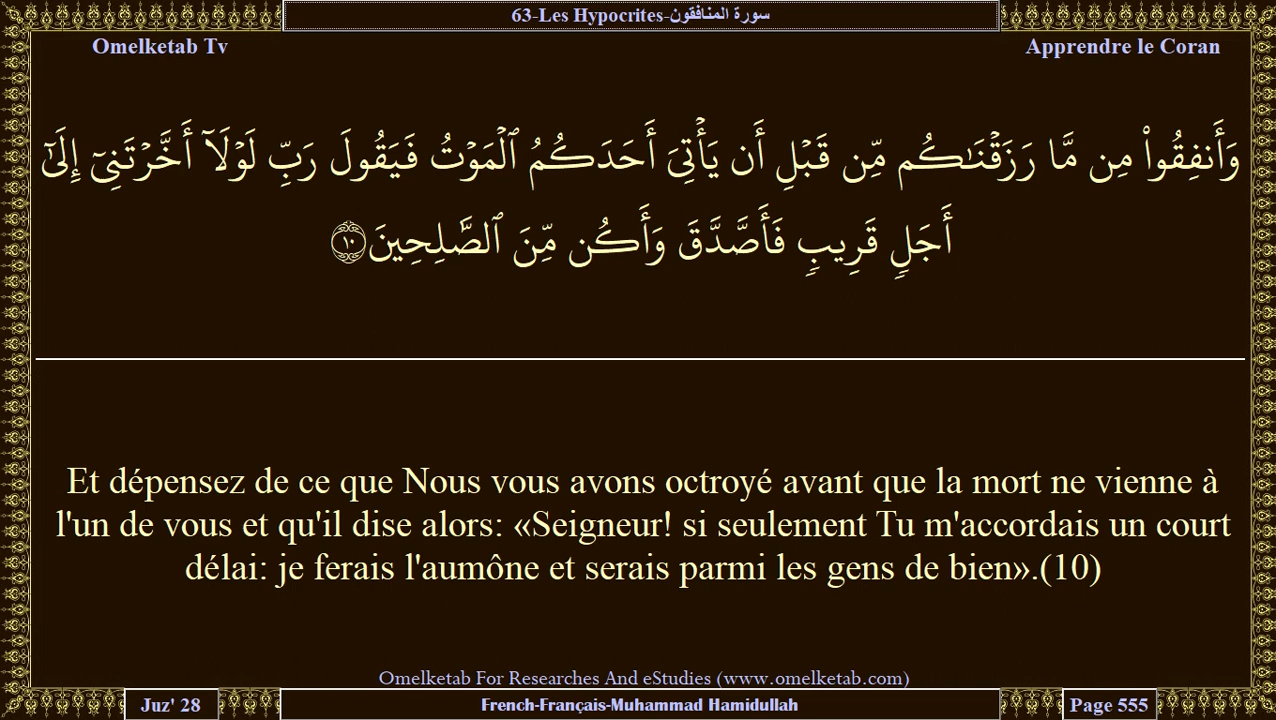 63-Les Hypocrites-سورة المنافقون
Omelketab Tv
Apprendre le Coran
وَأَنفِقُوا۟ مِن مَّا رَزَقْنَـٰكُم مِّن قَبْلِ أَن يَأْتِىَ أَحَدَكُمُ ٱلْمَوْتُ فَيَقُولَ رَبِّ لَوْلَآ أَخَّرْتَنِىٓ إِلَىٰٓ
أَجَلٍ قَرِيبٍ فَأَصَّدَّقَ وَأَكُن مِّنَ ٱلصَّـٰلِحِينَ ١٠
Et dépensez de ce que Nous vous avons octroyé avant que la mort ne vienne à
l'un de vous et qu'il dise alors: «Seigneur! si seulement Tu m'accordais un court
délai: je ferais l'aumône et serais parmi les gens de bien».(10)
Omelketab For Researches And eStudies (www.omelketab.com)
Juz' 28
French-Français-Muhammad Hamidullah
Page 555